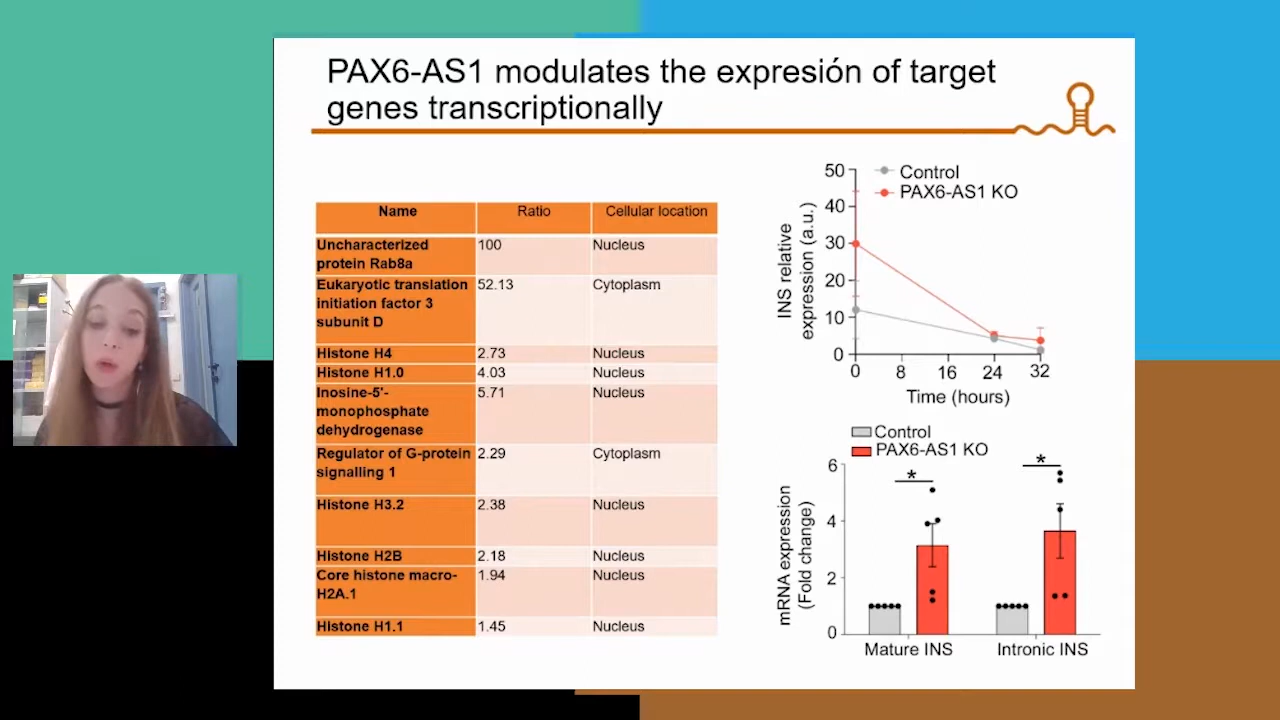 PAX6-AS1 modulates the expresión of target
genes transcriptionally
Name Ratio Cellular location
Uncharacterized 100 Nucleus
protein Rab8a
Eukaryotic translation 52.13 Cytoplasm
initiation factor 3
subunit D
Histone H4 2.73 Nucleus
Histone H1.0 4.03 Nucleus
Inosine-5'- 5.71 Nucleus
monophosphate
dehydrogenase
Regulator of G-protein 2.29 Cytoplasm
signalling 1
Histone H3.2 2.38 Nucleus
Histone H2B 2.18 Nucleus
Core histone macro- 1.94 Nucleus
H2A.1
Histone H1.1 1.45 Nucleus
INS relative
expression (a.u.)
50
40
30
20
10
0
Control
PAX6-AS1 KO
0 8 16 24 32
Time (hours)
Control
PAX6-AS1 KO
mRNA expression
(Fold change)
6
4
2
0
* *
Mature INS Intronic INS